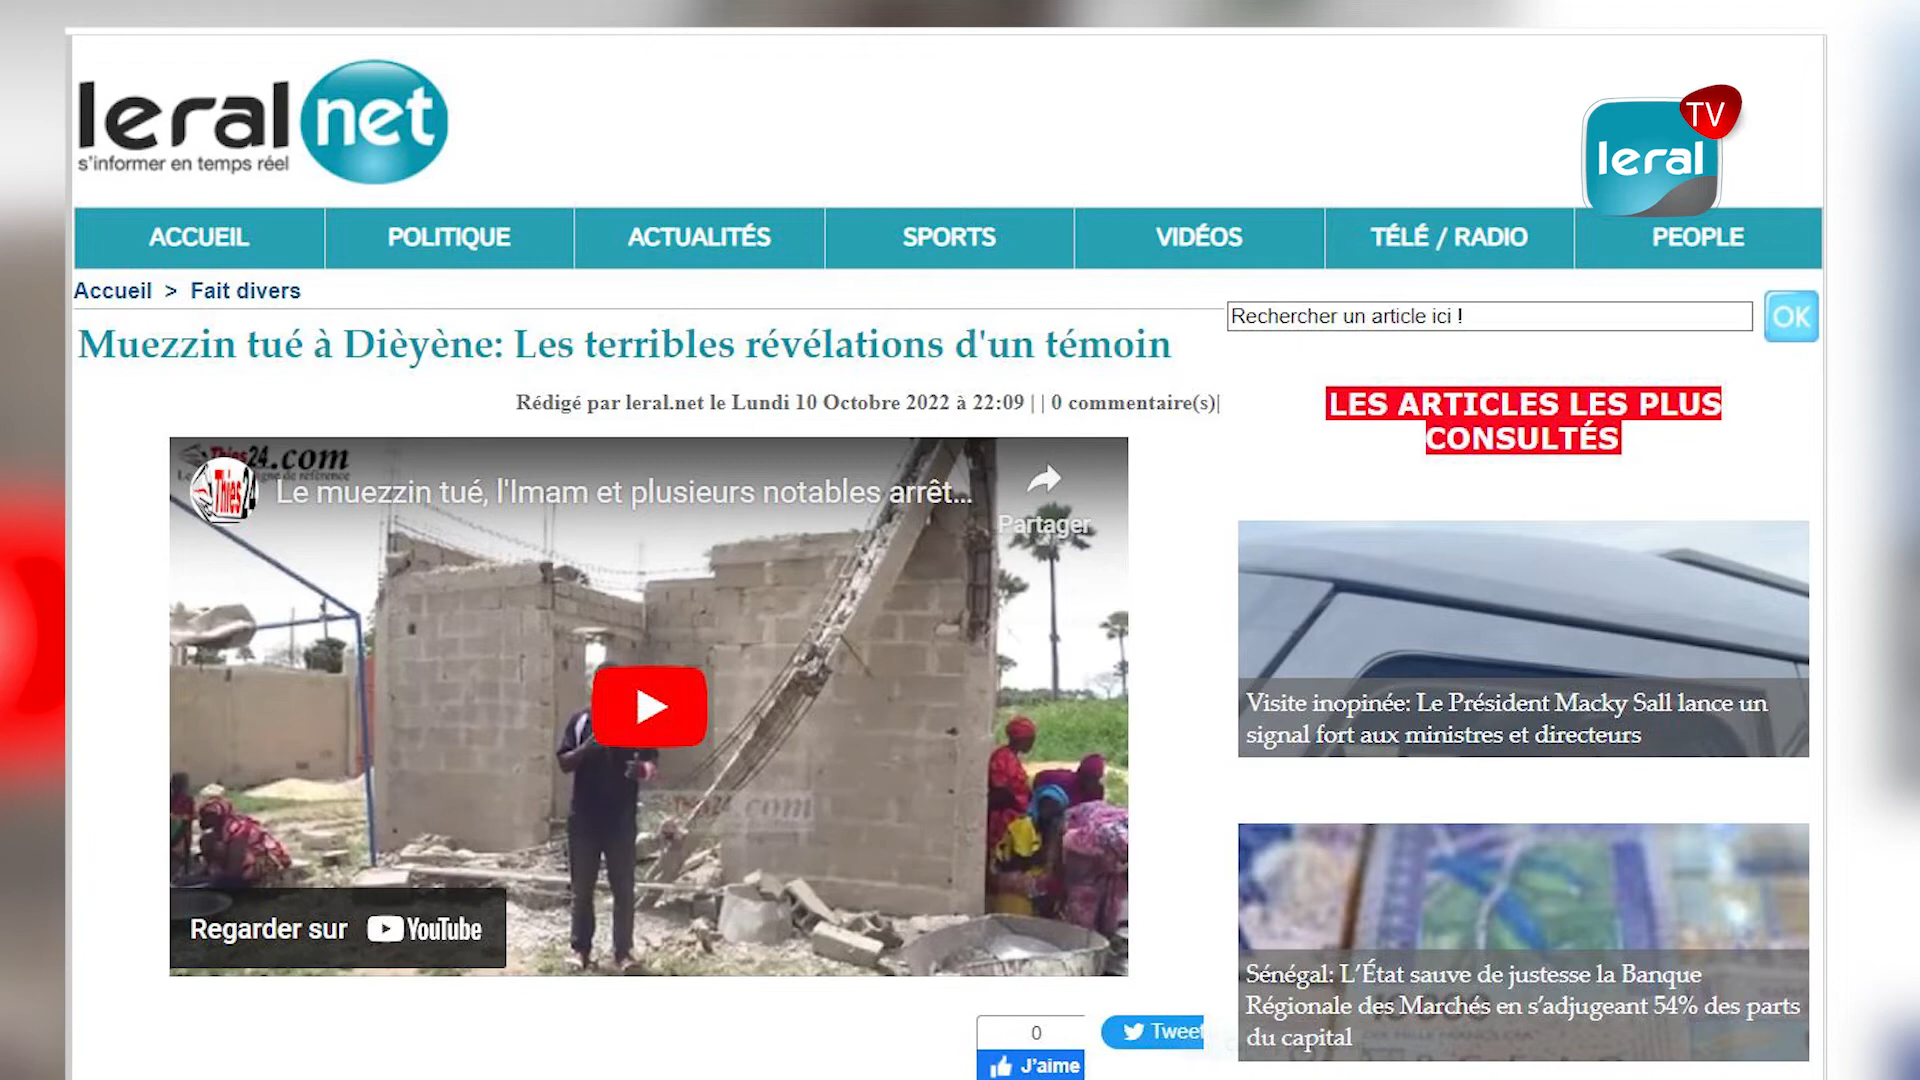 leral net
s'informer en temps réel
TV
leral
ACCUEIL
POLITIQUE
ACTUALITÉS
SPORTS
VIDÉOS
TÉLÉ / RADIO
PEOPLE
Accueil > Fait divers
Rechercher un article ici !
OK
Muezzin tué à Dièyène: Les terribles révélations d'un témoin
Rédigé par leral.net le Lundi 10 Octobre 2022 à 22:09 | | 0 commentaire(s)|
LES ARTICLES LES PLUS
CONSULTÉS
Thies24.com
Thies24
Le muezzin tué, l'Imam et plusieurs notables arrêt...
Partager
Thies24.com
Regarder sur YouTube
Visite inopinée: Le Président Macky Sall lance un
signal fort aux ministres et directeurs
Sénégal: L'État sauve de justesse la Banque
Régionale des Marchés en s'adjugeant 54% des parts
du capital
0
J'aime
Tweet